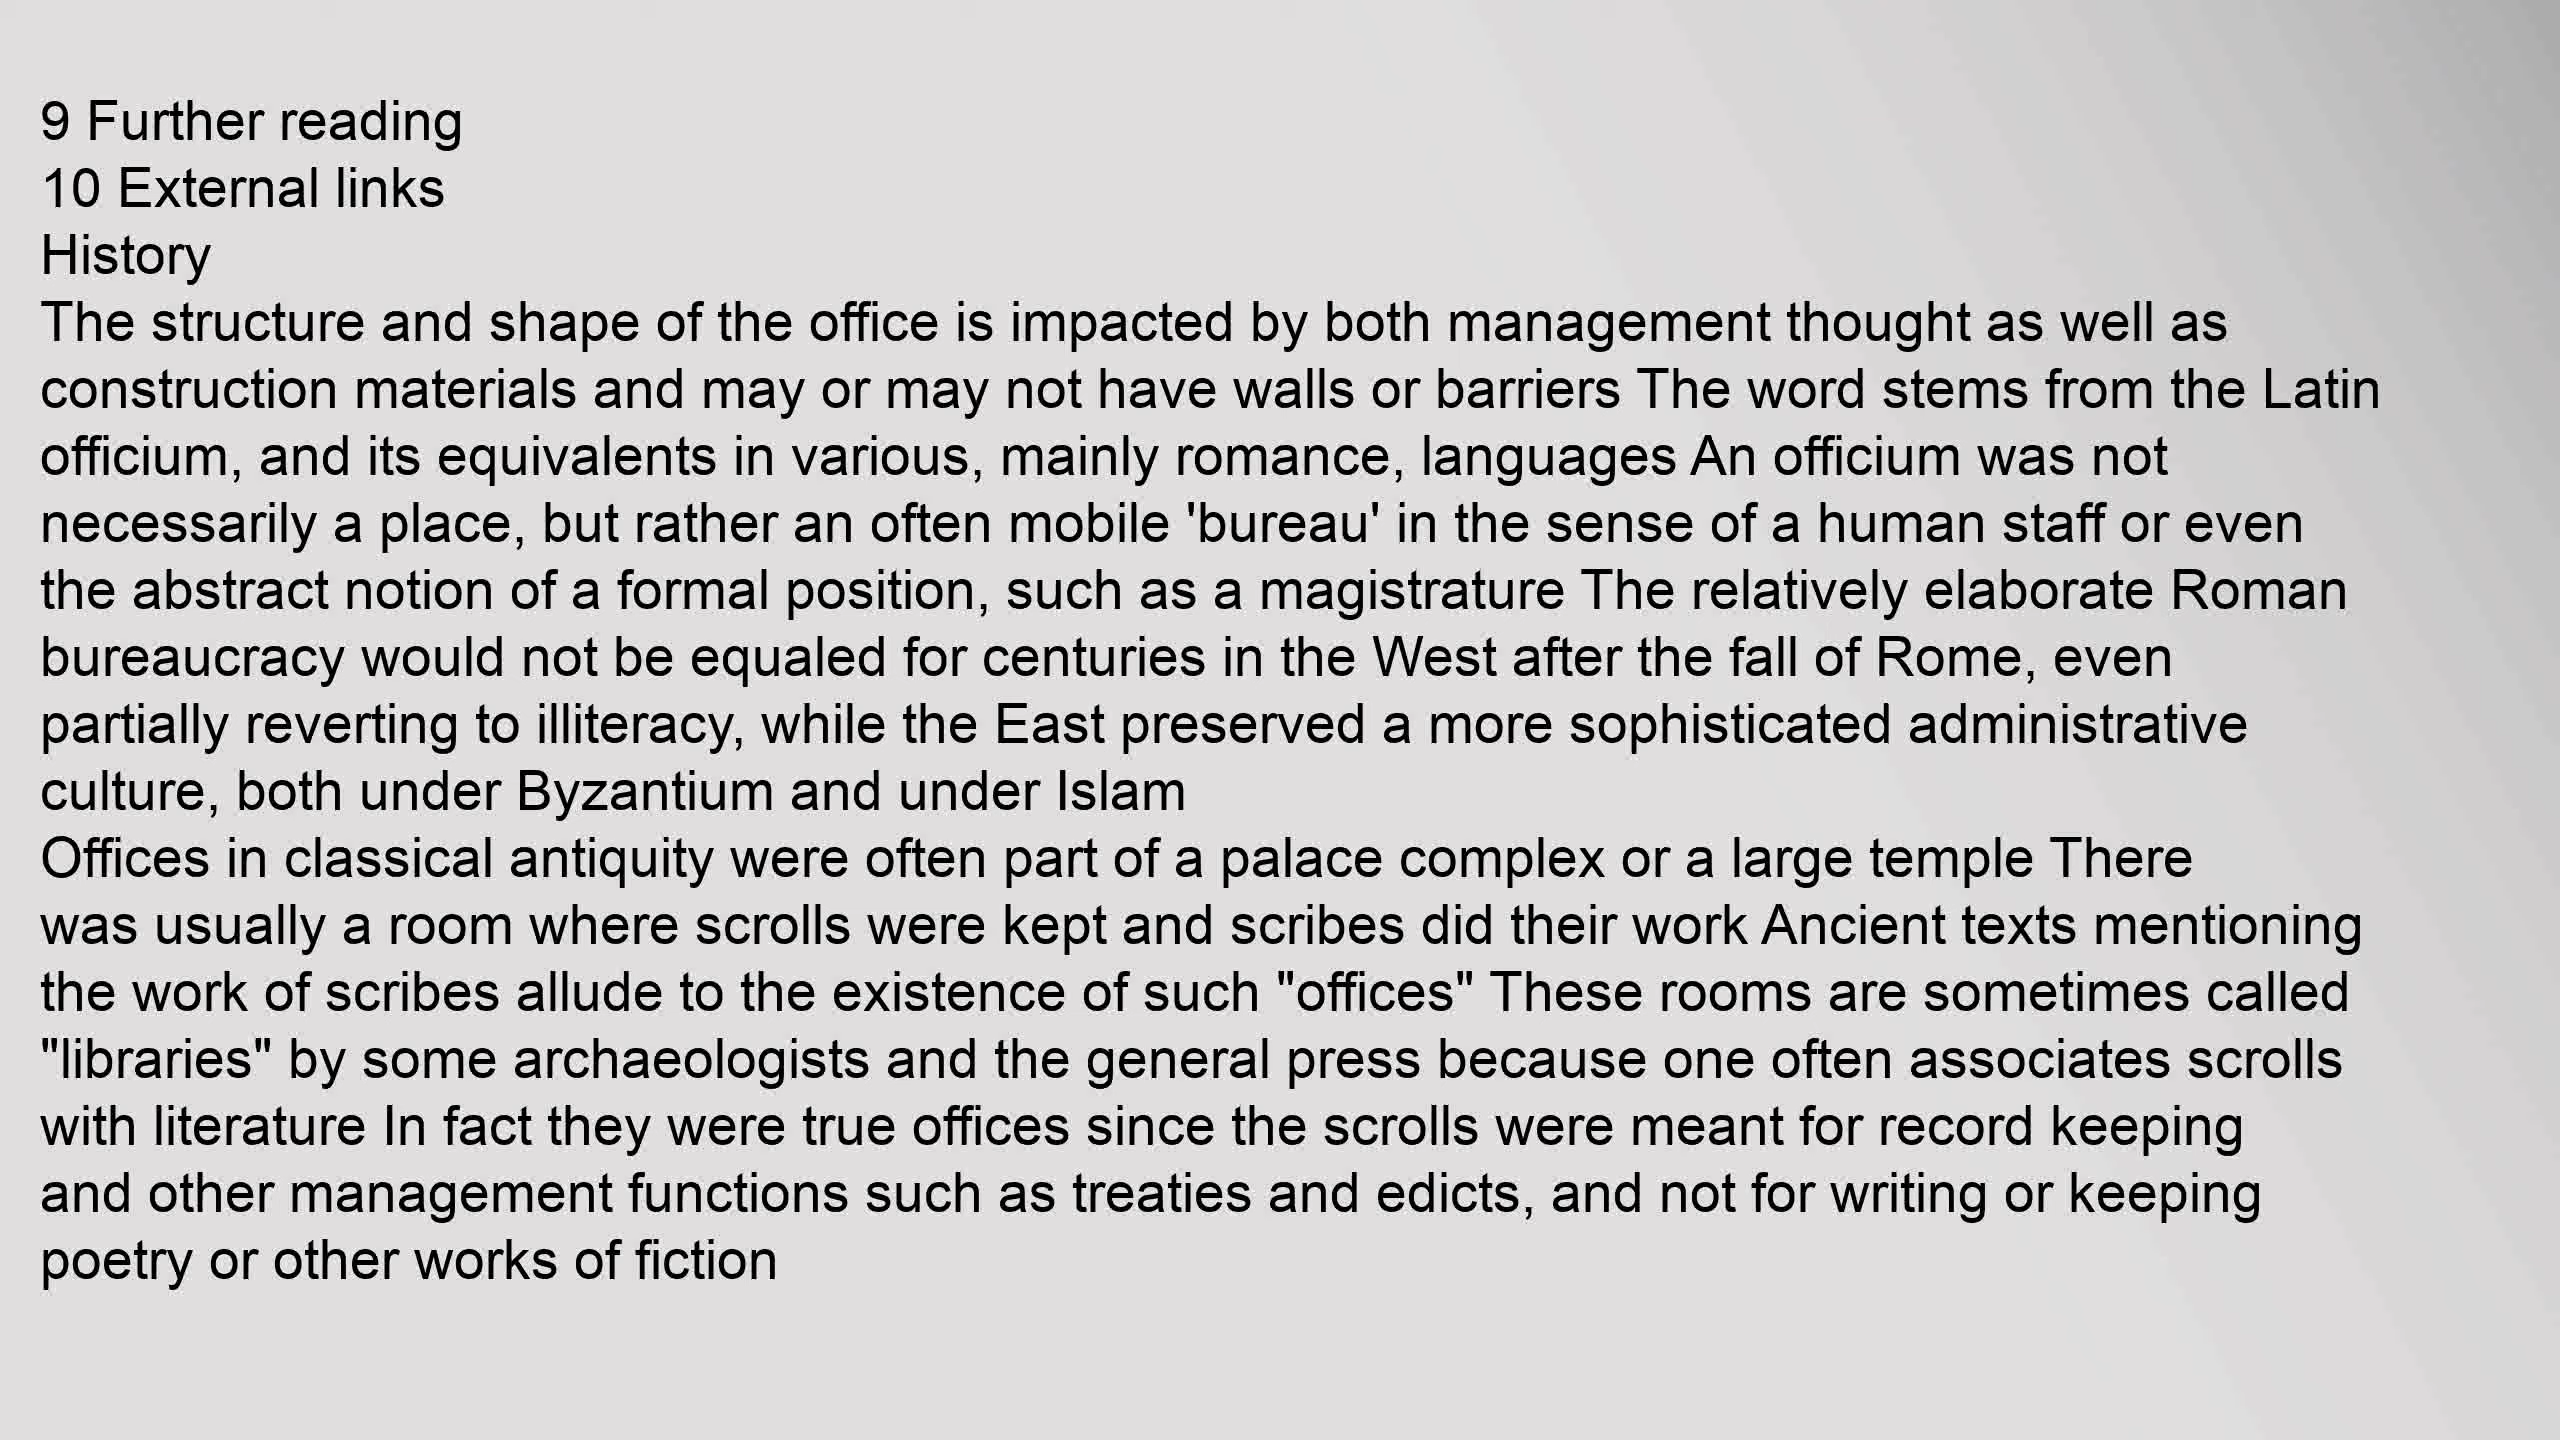 9 Further reading
10 External links
History
The structure and shape of the office is impacted by both management thought as well as
construction materials and may or may not have walls or barriers The word stems from the Latin
officium, and its equivalents in various, mainly romance, languages An officium was not
necessarily a place, but rather an often mobile 'bureau' in the sense of a human staff or even
the abstract notion of a formal position, such as a magistrature The relatively elaborate Roman
bureaucracy would not be equaled for centuries in the West after the fall of Rome, even
partially reverting to illiteracy, while the East preserved a more sophisticated administrative
culture, both under Byzantium and under Islam
Offices in classical antiquity were often part of a palace complex or a large temple There
was usually a room where scrolls were kept and scribes did their work Ancient texts mentioning
the work of scribes allude to the existence of such "offices" These rooms are sometimes called
"libraries" by some archaeologists and the general press because one often associates scrolls
with literature In fact they were true offices since the scrolls were meant for record keeping
and other management functions such as treaties and edicts, and not for writing or keeping
poetry or other works of fiction